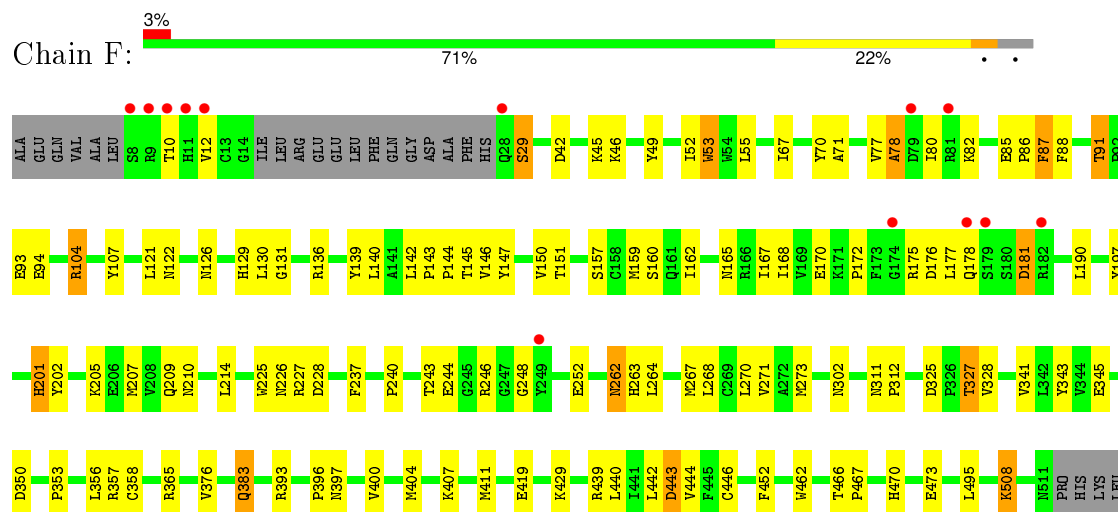 3%
Chain F:
71% 22% • •
ALA GLU GLN VAL ALA LEU S8 R9 T10 H11 V12 C13 G14 ILE LEU ARG GLU GLU LEU PHE GLN GLY ASP ALA PHE HIS Q28 S29 D42 K45 K46 Y49 I52 W53 W54 L55 I67 Y70 A71 V77 A78 D79 I80 R81 K82 E85 P86 F87 F88 T91 P92
E93 E94 R104 Y107 L121 N122 N126 H129 L130 G131 R136 Y139 L140 A141 L142 P143 P144 T145 V146 Y147 V150 T151 S157 C158 M159 S160 Q161 I162 N165 R166 I167 I168 V169 E170 K171 P172 F173 G174 R175 D176 L177 Q178 S179 S180 D181 R182 L190 Y197
H201 Y202 K205 E206 M207 V208 Q209 N210 L214 W225 N226 R227 D228 F237 P240 T243 E244 G245 R246 G247 G248 Y249 E252 N262 H263 L264 M267 L268 C269 L270 V271 A272 M273 N302 N311 P312 D325 P326 T327 V328 V341 L342 Y343 V344 E345
D350 P353 L356 R357 C358 R365 V376 Q383 R393 P396 N397 V400 M404 K407 M411 E419 K429 R439 L440 I441 L442 D443 V444 F445 C446 F452 W462 T466 P467 H470 E473 L495 K508 N511 PRO HIS LYS LEU